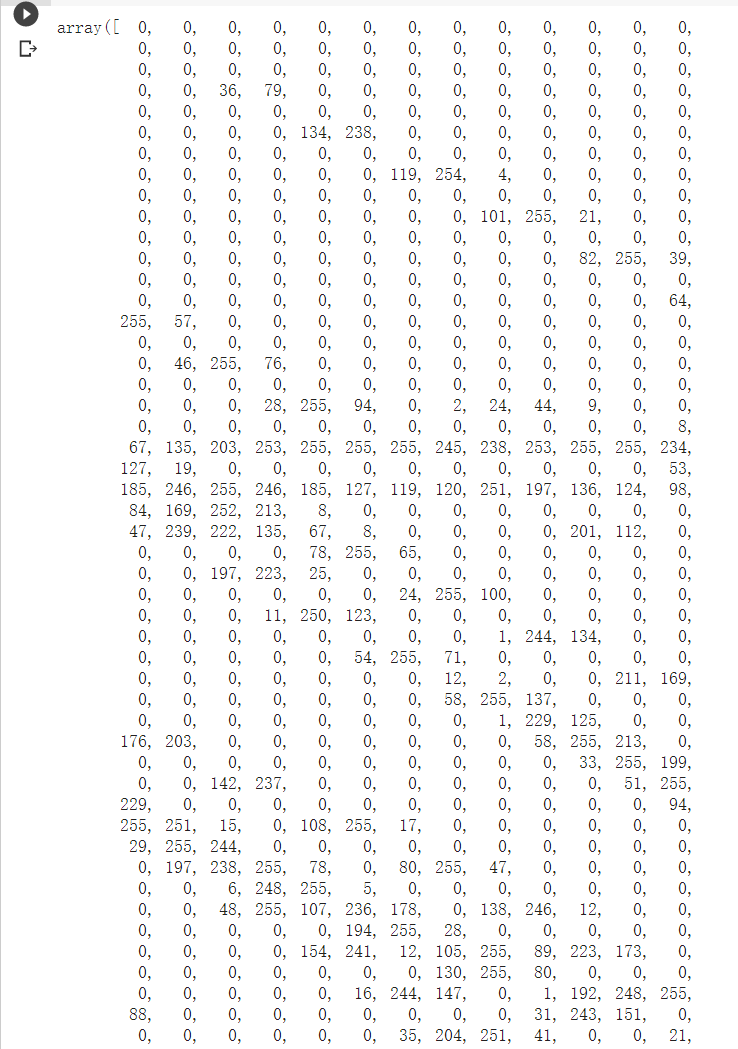 array([ 0, 0, 0, 0, 0, 0, 0, 0, 0, 0, 0, 0, 0,
0, 0, 0, 0, 0, 0, 0, 0, 0, 0, 0, 0, 0,
0, 0, 0, 0, 0, 0, 0, 0, 0, 0, 0, 0, 0,
0, 0, 36, 79, 0, 0, 0, 0, 0, 0, 0, 0, 0,
0, 0, 0, 0, 0, 0, 0, 0, 0, 0, 0, 0, 0,
0, 0, 0, 0, 134, 238, 0, 0, 0, 0, 0, 0, 0,
0, 0, 0, 0, 0, 0, 0, 0, 0, 0, 0, 0, 0,
0, 0, 0, 0, 0, 0, 119, 254, 4, 0, 0, 0, 0,
0, 0, 0, 0, 0, 0, 0, 0, 0, 0, 0, 0, 0,
0, 0, 0, 0, 0, 0, 0, 0, 101, 255, 21, 0, 0,
0, 0, 0, 0, 0, 0, 0, 0, 0, 0, 0, 0, 0,
0, 0, 0, 0, 0, 0, 0, 0, 0, 0, 82, 255, 39,
0, 0, 0, 0, 0, 0, 0, 0, 0, 0, 0, 0, 0,
0, 0, 0, 0, 0, 0, 0, 0, 0, 0, 0, 0, 64,
255, 57, 0, 0, 0, 0, 0, 0, 0, 0, 0, 0, 0,
0, 0, 0, 0, 0, 0, 0, 0, 0, 0, 0, 0, 0,
0, 46, 255, 76, 0, 0, 0, 0, 0, 0, 0, 0, 0,
0, 0, 0, 0, 0, 0, 0, 0, 0, 0, 0, 0, 0,
0, 0, 0, 28, 255, 94, 0, 2, 24, 44, 9, 0, 0,
0, 0, 0, 0, 0, 0, 0, 0, 0, 0, 0, 0, 8,
67, 135, 203, 253, 255, 255, 255, 245, 238, 253, 255, 255, 234,
127, 19, 0, 0, 0, 0, 0, 0, 0, 0, 0, 0, 53,
185, 246, 255, 246, 185, 127, 119, 120, 251, 197, 136, 124, 98,
84, 169, 252, 213, 8, 0, 0, 0, 0, 0, 0, 0, 0,
47, 239, 222, 135, 67, 8, 0, 0, 0, 0, 201, 112, 0,
0, 0, 0, 0, 78, 255, 65, 0, 0, 0, 0, 0, 0,
0, 0, 197, 223, 25, 0, 0, 0, 0, 0, 0, 0, 0,
0, 0, 0, 0, 0, 0, 24, 255, 100, 0, 0, 0, 0,
0, 0, 0, 11, 250, 123, 0, 0, 0, 0, 0, 0, 0,
0, 0, 0, 0, 0, 0, 0, 0, 1, 244, 134, 0, 0,
0, 0, 0, 0, 0, 54, 255, 71, 0, 0, 0, 0, 0,
0, 0, 0, 0, 0, 0, 0, 12, 2, 0, 0, 211, 169,
0, 0, 0, 0, 0, 0, 0, 58, 255, 137, 0, 0, 0,
0, 0, 0, 0, 0, 0, 0, 0, 1, 229, 125, 0, 0,
176, 203, 0, 0, 0, 0, 0, 0, 0, 58, 255, 213, 0,
0, 0, 0, 0, 0, 0, 0, 0, 0, 0, 33, 255, 199,
0, 0, 142, 237, 0, 0, 0, 0, 0, 0, 0, 51, 255,
229, 0, 0, 0, 0, 0, 0, 0, 0, 0, 0, 0, 94,
255, 251, 15, 0, 108, 255, 17, 0, 0, 0, 0, 0, 0,
29, 255, 244, 0, 0, 0, 0, 0, 0, 0, 0, 0, 0,
0, 197, 238, 255, 78, 0, 80, 255, 47, 0, 0, 0, 0,
0, 0, 6, 248, 255, 5, 0, 0, 0, 0, 0, 0, 0,
0, 0, 48, 255, 107, 236, 178, 0, 138, 246, 12, 0, 0,
0, 0, 0, 0, 0, 194, 255, 28, 0, 0, 0, 0, 0,
0, 0, 0, 0, 154, 241, 12, 105, 255, 89, 223, 173, 0,
0, 0, 0, 0, 0, 0, 0, 130, 255, 80, 0, 0, 0,
0, 0, 0, 0, 0, 16, 244, 147, 0, 1, 192, 248, 255,
88, 0, 0, 0, 0, 0, 0, 0, 0, 31, 243, 151, 0,
0, 0, 0, 0, 0, 0, 35, 204, 251, 41, 0, 0, 21,